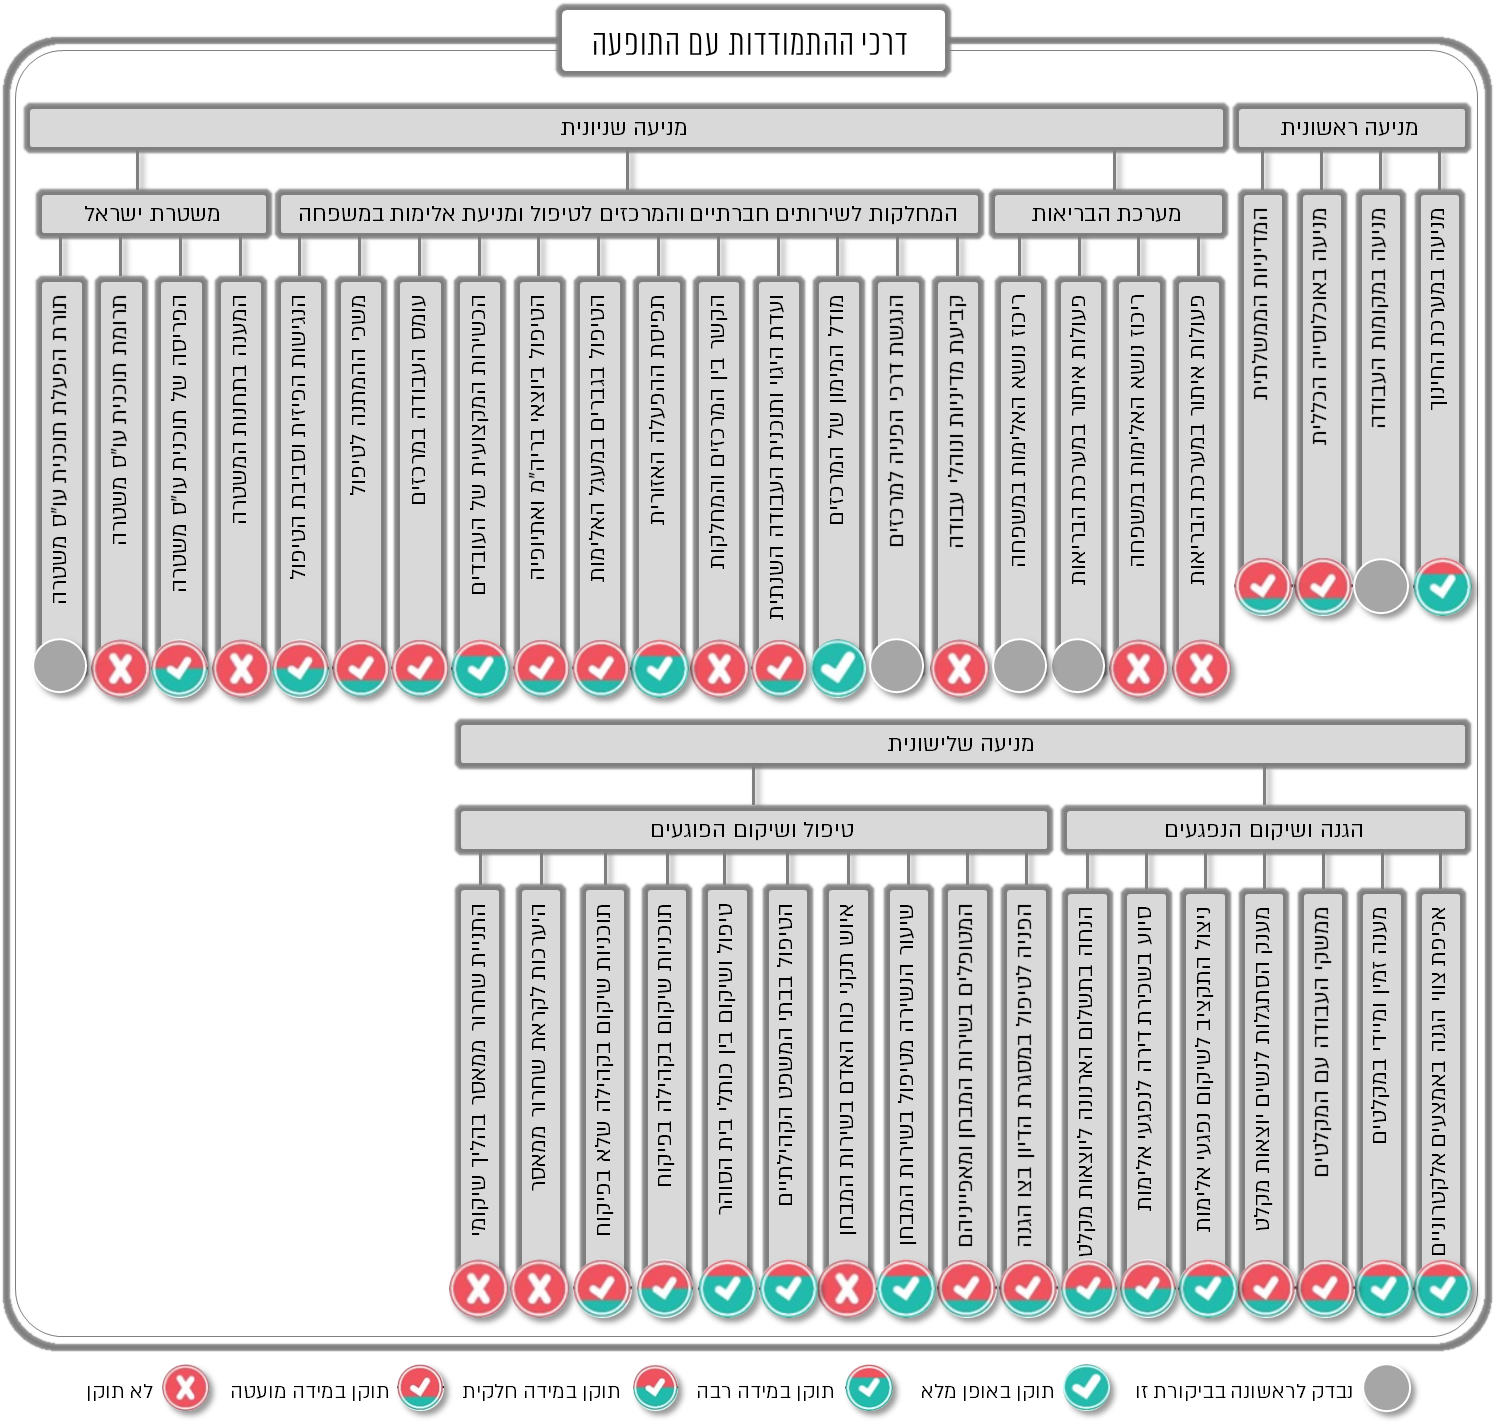 דרכי ההתמודדות עם התופעה
מניעה ראשונית
מניעה במערכת החינוך
מניעה במקומות העבודה
מניעה באוכלוסייה הכללית
המדיניות הממשלתית
מניעה שניונית
מערכת הבריאות
פעולות איתור במערכת הבריאות
ריכוז נושא האלימות במשפחה
פעולות איתור במערכת הבריאות
ריכוז נושא האלימות במשפחה
המחלקות לשירותים חברתיים והמרכזים לטיפול ומניעת אלימות במשפחה
קביעת מדיניות ונוהלי עבודה
הנגשת דרכי הפנייה למרכזים
מודל המימון של המרכזים
ועדת היגוי ותוכנית העבודה השנתית
הקשר בין המרכזים והמחלקות
תפיסת ההפעלה האזורית
הטיפול בגברים במעגל האלימות
הטיפול ביוצאי בריה"מ ואתיופיה
הכשירות המקצועית של העובדים
עומס העבודה במרכזים
משכי ההמתנה לטיפול
הנגישות הפיזית וסביבת הטיפול
משטרת ישראל
המענה בתחנות המשטרה
הפריסה של תוכנית עו"ס משטרה
תרומת תוכנית עו"ס משטרה
תורת הפעלת תוכנית עו"ס משטרה
מניעה שלישונית
הגנה ושיקום הנפגעים
אכיפת צווי הגנה באמצעים אלקטרוניים
מענה זמין ומיידי במקלטים
ממשקי העבודה עם המקלטים
מענק הסתגלות לנשים יוצאות מקלט
ניצול התקציב לשיקום נפגעי אלימות
סיוע בשכירת דירה לנפגעי אלימות
הנחה בתשלום הארנונה ליוצאות מקלט
טיפול ושיקום הפוגעים
הפניה לטיפול במסגרת הדיון בצו הגנה
המטופלים בשירות המבחן ומאפייניהם
שיעור הנשירה מטיפול בשירות המבחן
איוש תקני כוח האדם בשירות המבחן
הטיפול בבתי המשפט הקהילתיים
טיפול ושיקום בין כותלי בית הסוהר
תוכניות שיקום בקהילה בפיקוח
תוכניות שיקום בקהילה שלא בפיקוח
היערכות לקראת שחרור ממאסר
התניית שחרור ממאסר בהליך שיקומי
נבדק לראשונה בביקורת זו
תוקן באופן מלא
תוקן במידה רבה
תוקן במידה חלקית
תוקן במידה מועטה
לא תוקן